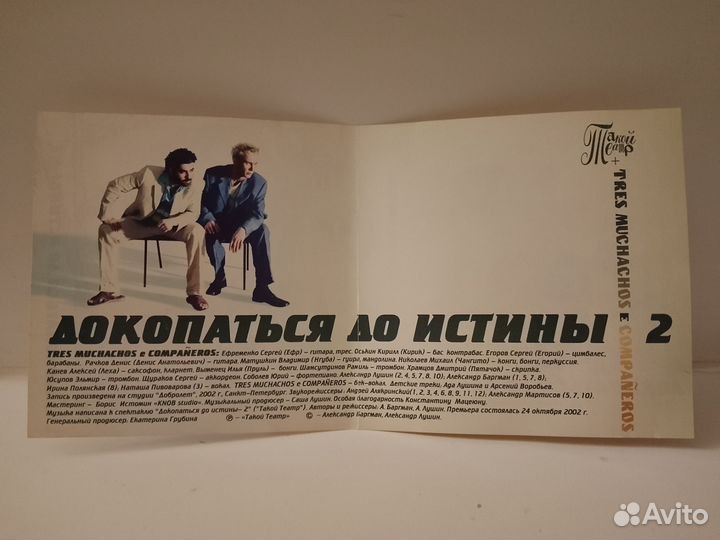 Такой
Театр
+
TRES MUCHACHOS E COMPAÑEROS
ДОКОПАТЬСЯ ДО ИСТИНЫ 2
TRES MUCHACHOS e COMPAÑEROS: Ефременко Сергей (Ефр) – гитара, трес. Оськин Кирилл (Кирик) – бас, контрабас. Егоров Сергей (Егорий) – тимбалес,
барабаны. Рачков Денис (Денис Анатольевич) – гитара. Матушкин Владимир (Нгуба) – гуира, мандолина. Николаев Михаил (Чангито) – конги, бонги, перкуссия.
Канев Алексей (Леха) – саксофон, кларнет. Выменец Илья (Пруль) – бонги. Шамсутдинов Рамиль – тромбон. Храмцов Дмитрий (Пятачок) – скрипка.
Юсупов Эльмир – тромбон. Щураков Сергей – аккордеон. Соболев Юрий – фортепиано. Александр Лушин (2, 4, 5, 7, 8, 10), Александр Баргман (1, 5, 7, 8),
Ирина Полянская (8), Наташа Пивоварова (3) – вокал. TRES MUCHACHOS e COMPAÑEROS – бэк-вокал. Детские треки: Ада Лушина и Арсений Воробьев.
Запись произведена на студии "Добролет", 2002 г., Санкт-Петербург. Звукорежиссеры: Андрей Алякринский(1, 2, 3, 4, 6, 8, 9, 11, 12), Александр Мартисов (5, 7, 10).
Мастеринг – Борис Истомин «KNOB studio». Музыкальный продюсер – Саша Лушин. Особая благодарность Константину Мацеюну.
Музыка написана к спектаклю "Докопаться до истины- 2" ("Такой Театр"). Авторы и режиссеры: А. Баргман, А. Лушин. Премьера состоялась 24 октября 2002 г.
Генеральный продюсер: Екатерина Грубина ℗ – «Такой Театр» © – Александр Баргман, Александр Лушин.
Avito